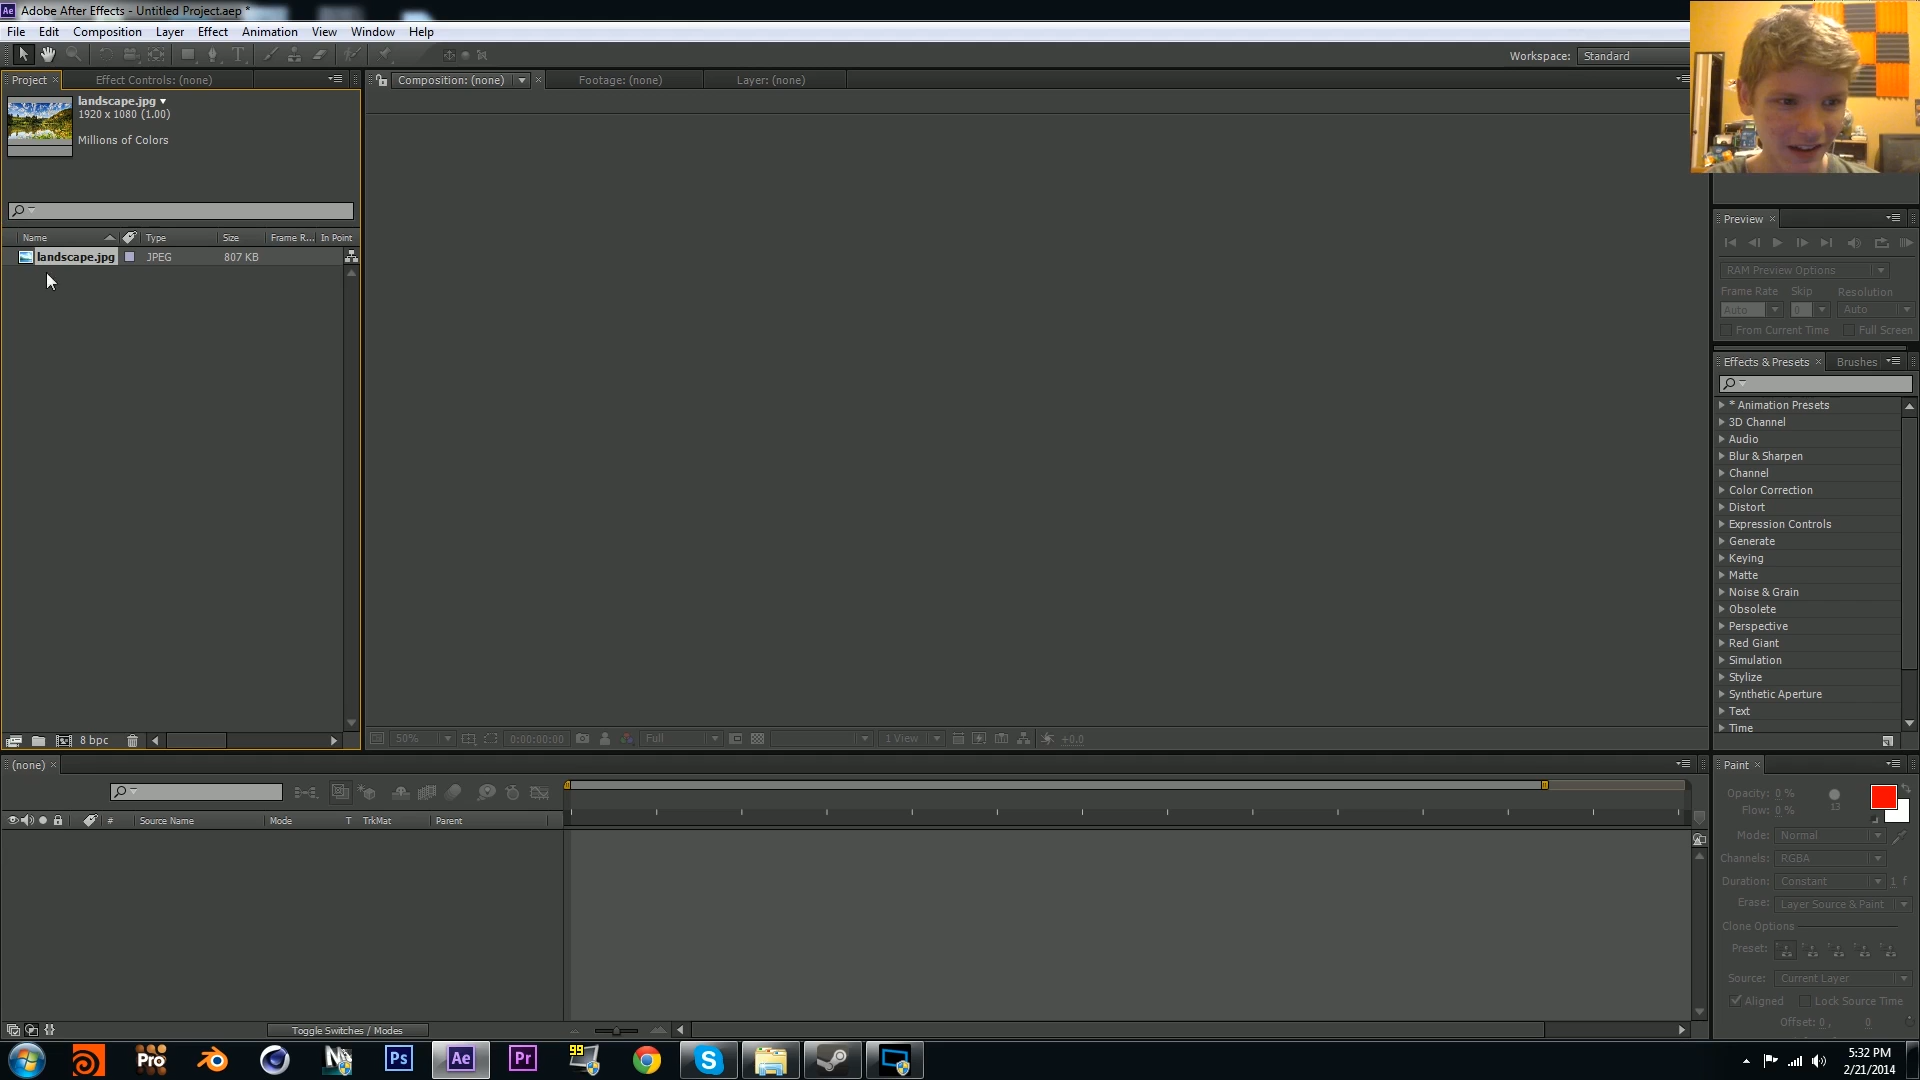 Ae Adobe After Effects - Untitled Project.aep *
File Edit Composition Layer Effect Animation View Window Help
Workspace: Standard
Project Effect Controls: (none) Composition: (none) Footage: (none) Layer: (none)
landscape.jpg
1920 x 1080 (1.00)
Millions of Colors
Name Type Size Frame R... In Point
landscape.jpg JPEG 807 KB
8 bpc
50% 0:00:00:00 Full 1 View +0.0
Preview
RAM Preview Options
Frame Rate Skip Resolution
Auto 0 Auto
From Current Time Full Screen
Effects & Presets Brushes
* Animation Presets
3D Channel
Audio
Blur & Sharpen
Channel
Color Correction
Distort
Expression Controls
Generate
Keying
Matte
Noise & Grain
Obsolete
Perspective
Red Giant
Simulation
Stylize
Synthetic Aperture
Text
Time
(none)
# Source Name Mode T TrkMat Parent
Toggle Switches / Modes
Paint
Opacity: 0 %
Flow: 0 %
13
Mode: Normal
Channels: RGBA
Duration: Constant 1 f
Erase: Layer Source & Paint
Clone Options
Preset:
Source: Current Layer
Aligned Lock Source Time
Offset: 0 , 0
Pro Ps Ae Pr 99
5:32 PM
2/21/2014